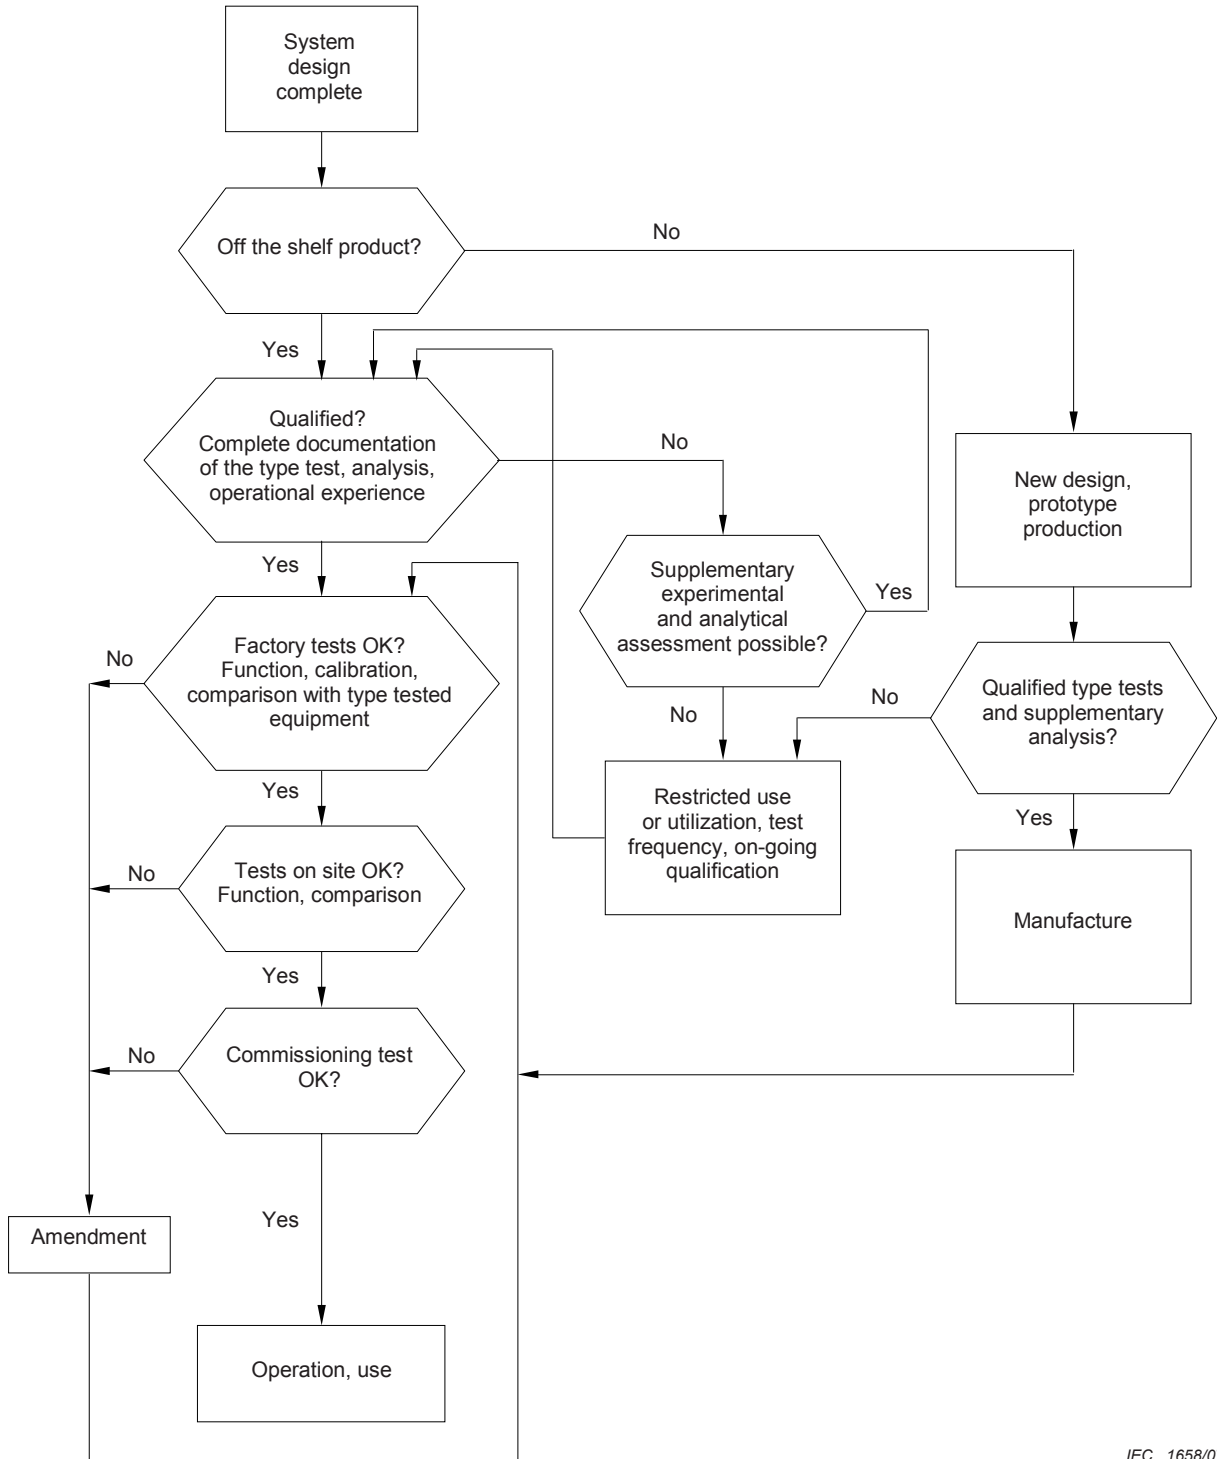 System
design
complete
Off the shelf product?
No
Yes
Qualified?
Complete documentation
of the type test, analysis,
operational experience
No
New design,
prototype
production
Yes
Supplementary
experimental
and analytical
assessment possible?
Yes
Factory tests OK?
Function, calibration,
comparison with type tested
equipment
No
No
Qualified type tests
and supplementary
analysis?
No
Yes
Restricted use
or utilization, test
frequency, on-going
qualification
Yes
Tests on site OK?
Function, comparison
No
Manufacture
Yes
Commissioning test
OK?
No
Yes
Amendment
Operation, use
IEC 1658/0